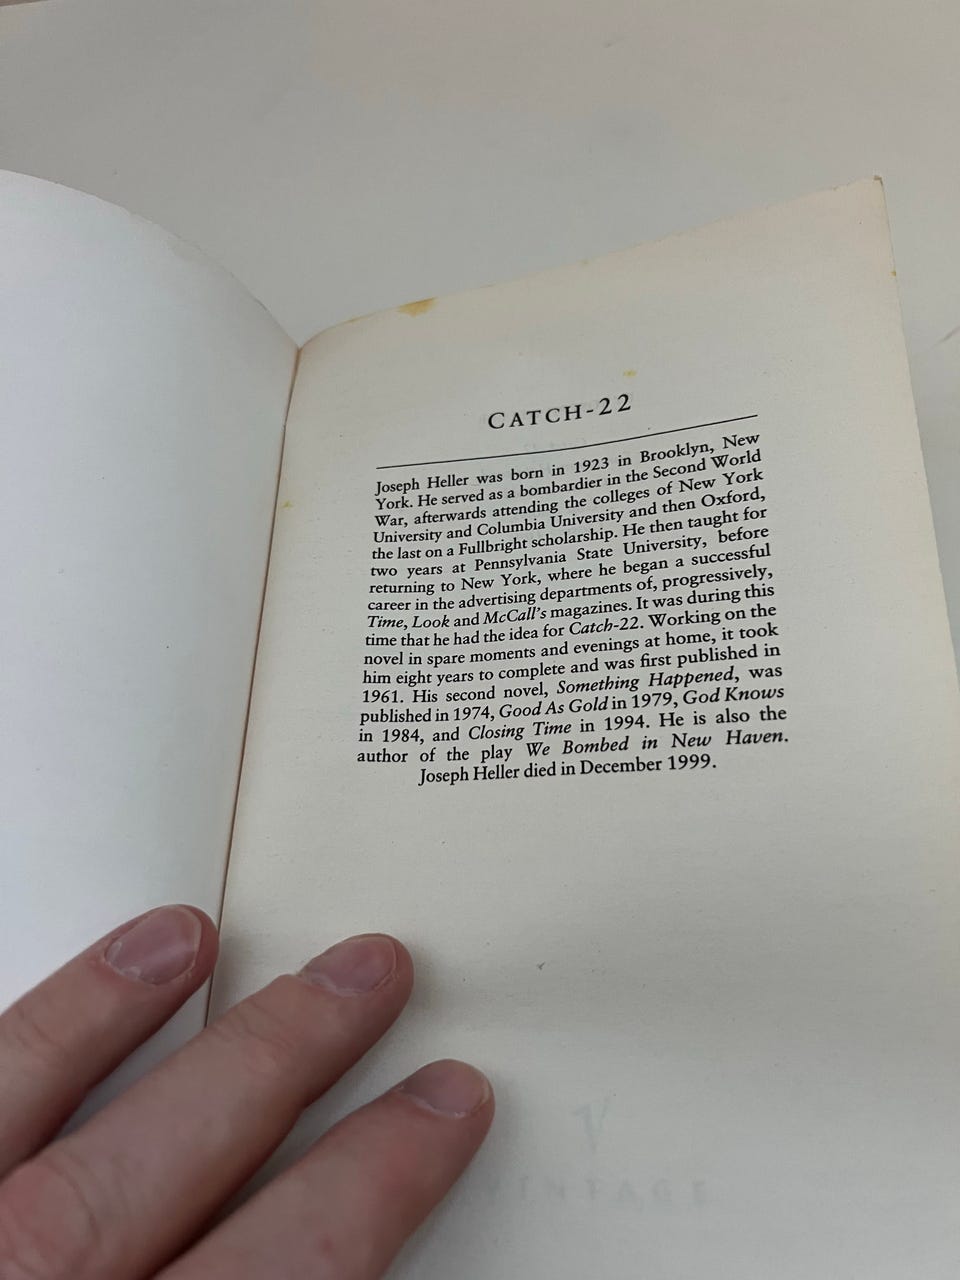 CATCH-22
Joseph Heller was born in 1923 in Brooklyn, New
York. He served as a bombardier in the Second World
War, afterwards attending the colleges of New York
University and Columbia University and then Oxford,
the last on a Fullbright scholarship. He then taught for
two years at Pennsylvania State University, before
returning to New York, where he began a successful
career in the advertising departments of, progressively,
Time, Look and McCall's magazines. It was during this
time that he had the idea for Catch-22. Working on the
novel in spare moments and evenings at home, it took
him eight years to complete and was first published in
1961. His second novel, Something Happened, was
published in 1974, Good As Gold in 1979, God Knows
in 1984, and Closing Time in 1994. He is also the
author of the play We Bombed in New Haven.
Joseph Heller died in December 1999.
VINTAGE